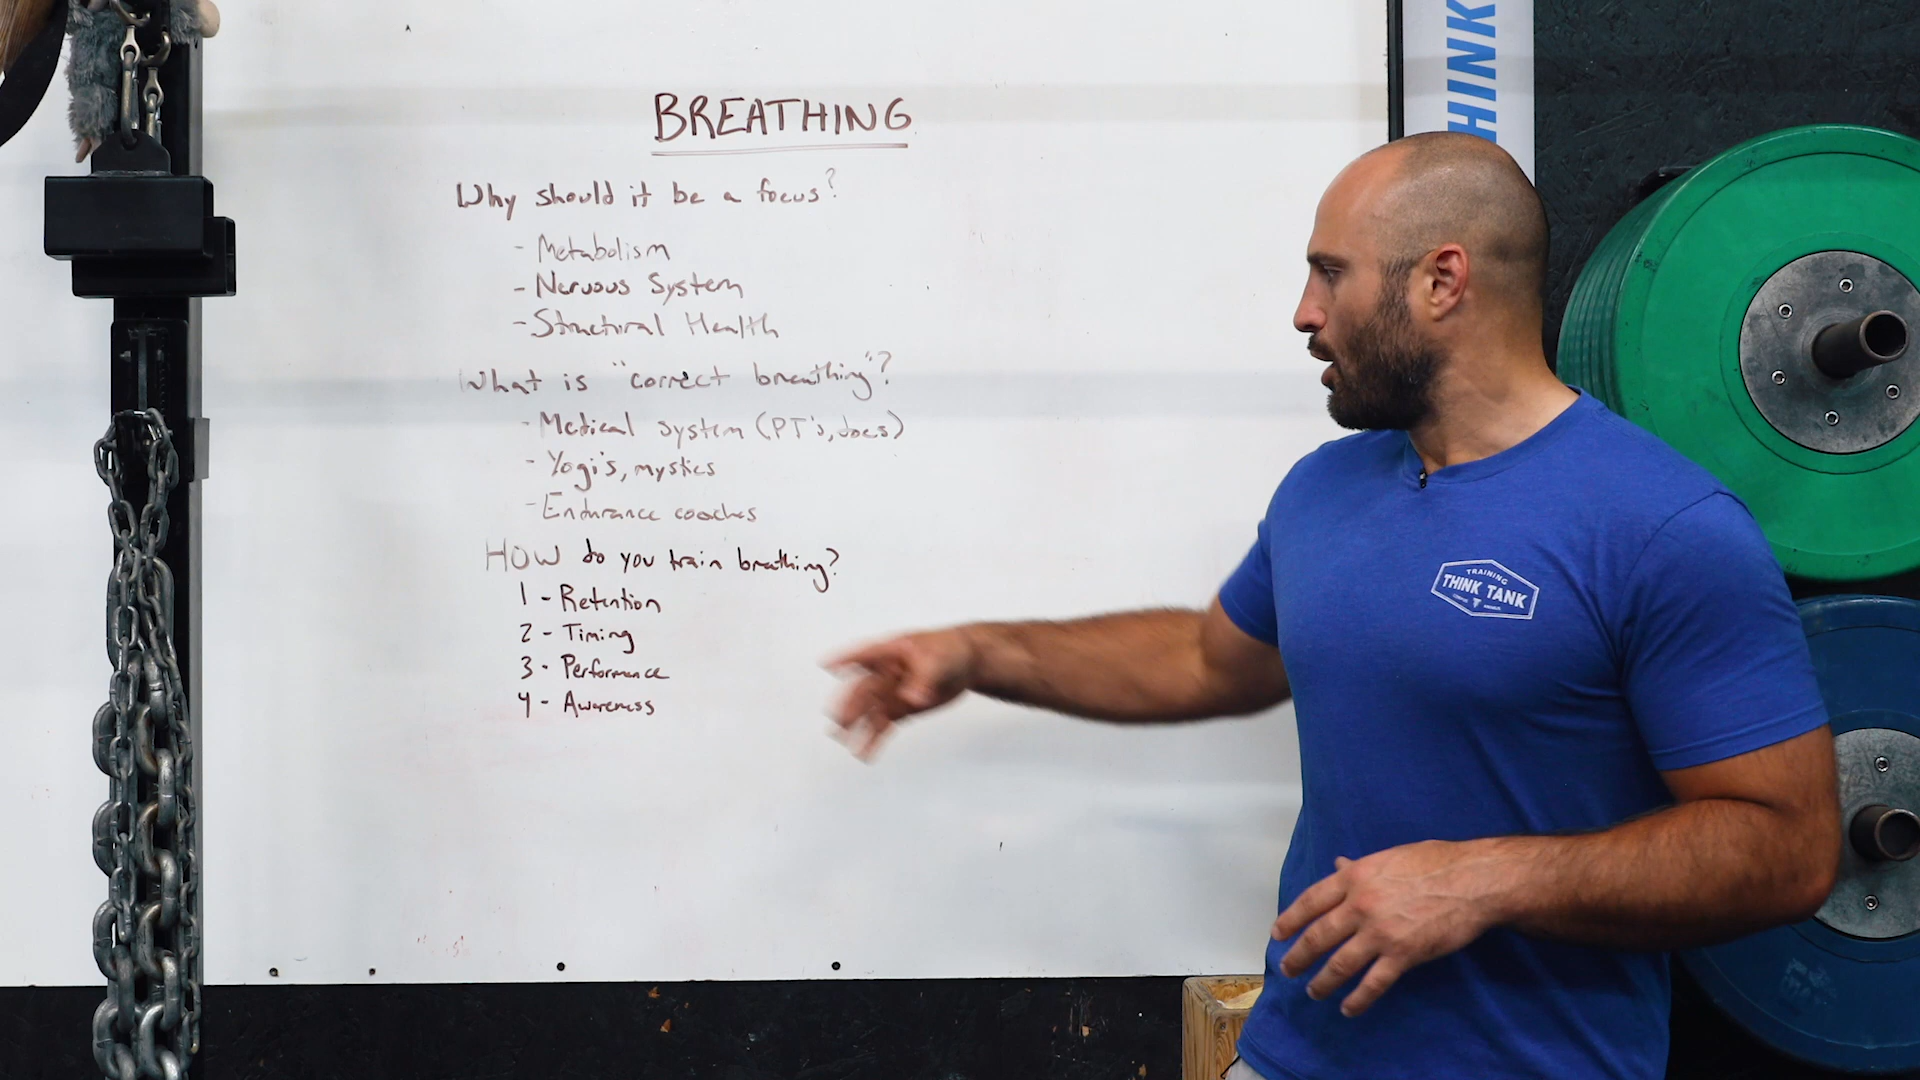 BREATHING
Why should it be a focus?
- Metabolism
- Nervous System
- Structural Health
What is "correct breathing"?
- Medical system (PT's, docs)
- Yogi's, mystics
- Endurance coaches
HOW do you train breathing?
1 - Retention
2 - Timing
3 - Performance
4 - Awareness
HINK
TRAINING
THINK TANK